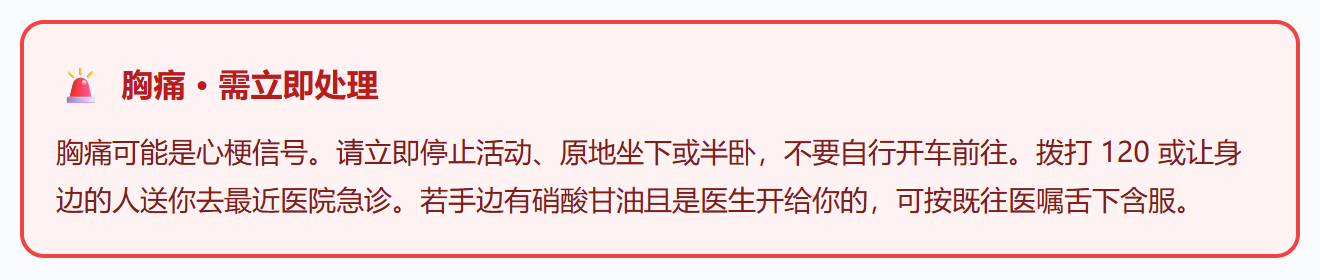 🚨 胸痛 · 需立即处理
胸痛可能是心梗信号。请立即停止活动、原地坐下或半卧，不要自行开车前往。拨打 120 或让身
边的人送你去最近医院急诊。若手边有硝酸甘油且是医生开给你的，可按既往医嘱舌下含服。